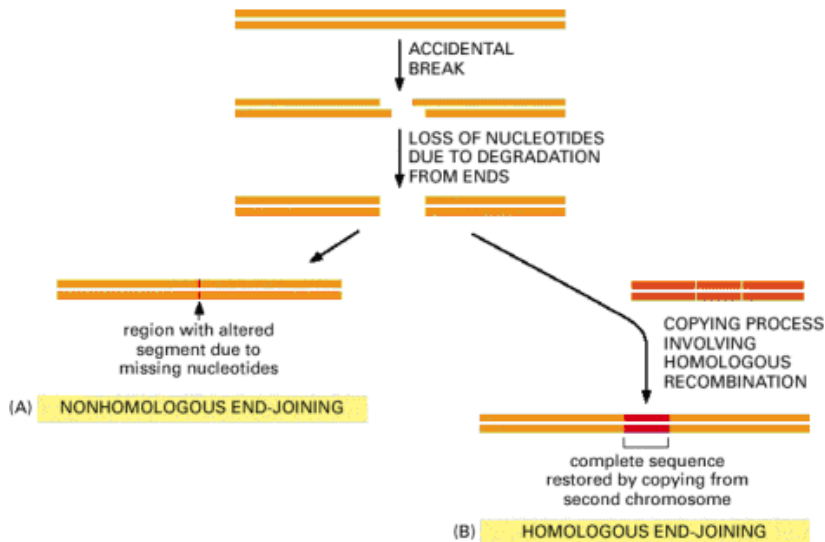 ACCIDENTAL
BREAK
LOSS OF NUCLEOTIDES
DUE TO DEGRADATION
FROM ENDS
region with altered
segment due to
missing nucleotides
(A) NONHOMOLOGOUS END-JOINING
COPYING PROCESS
INVOLVING
HOMOLOGOUS
RECOMBINATION
complete sequence
restored by copying from
second chromosome
(B) HOMOLOGOUS END-JOINING